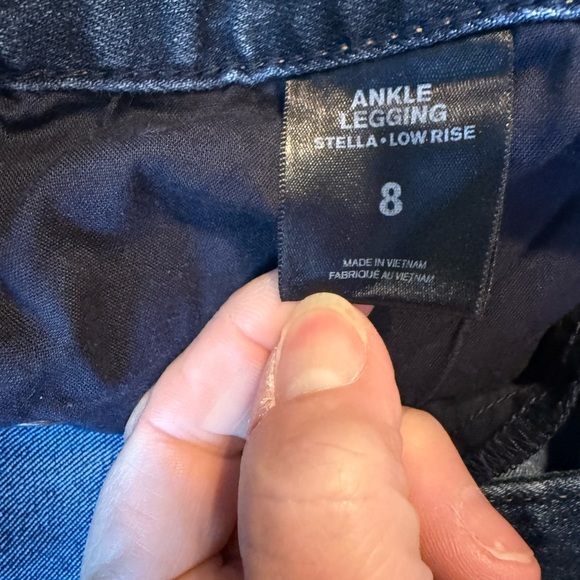 ANKLE
LEGGING
STELLA • LOW RISE
8
MADE IN VIETNAM
FABRIQUÉ AU VIETNAM